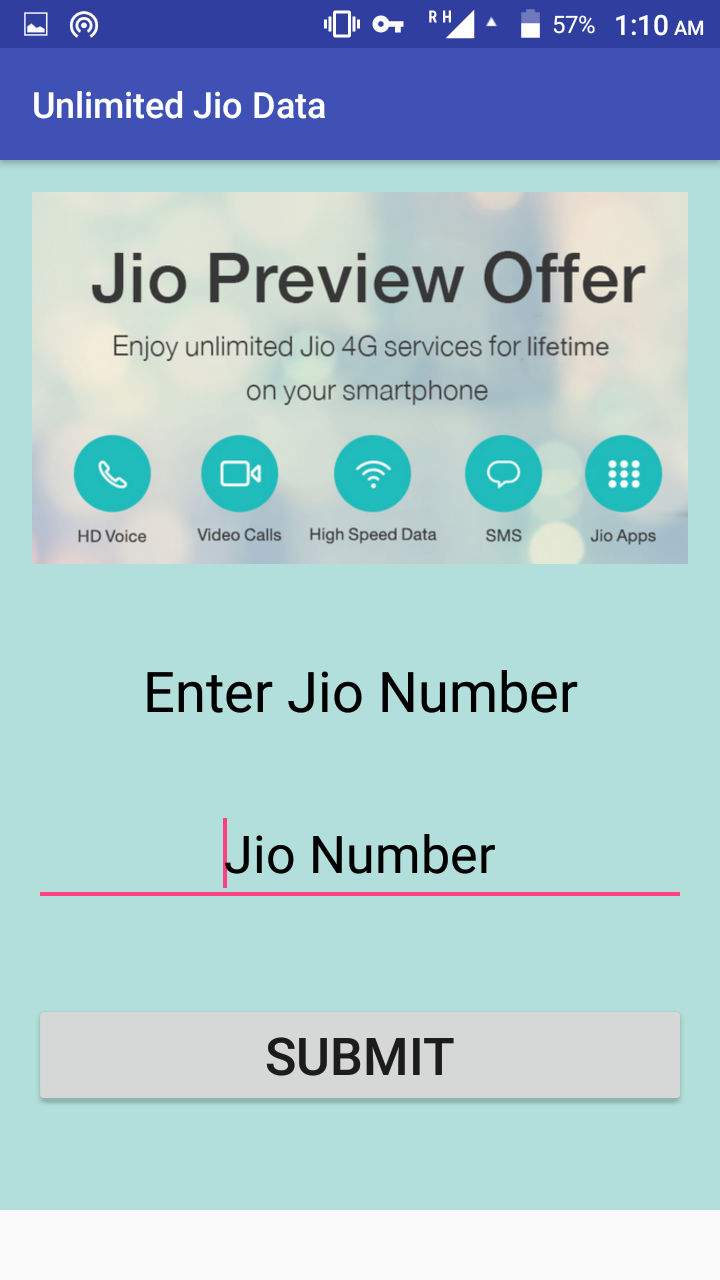 R H 57% 1:10 AM
Unlimited Jio Data
Jio Preview Offer
Enjoy unlimited Jio 4G services for lifetime
on your smartphone
HD Voice Video Calls High Speed Data SMS Jio Apps
Enter Jio Number
Jio Number
SUBMIT